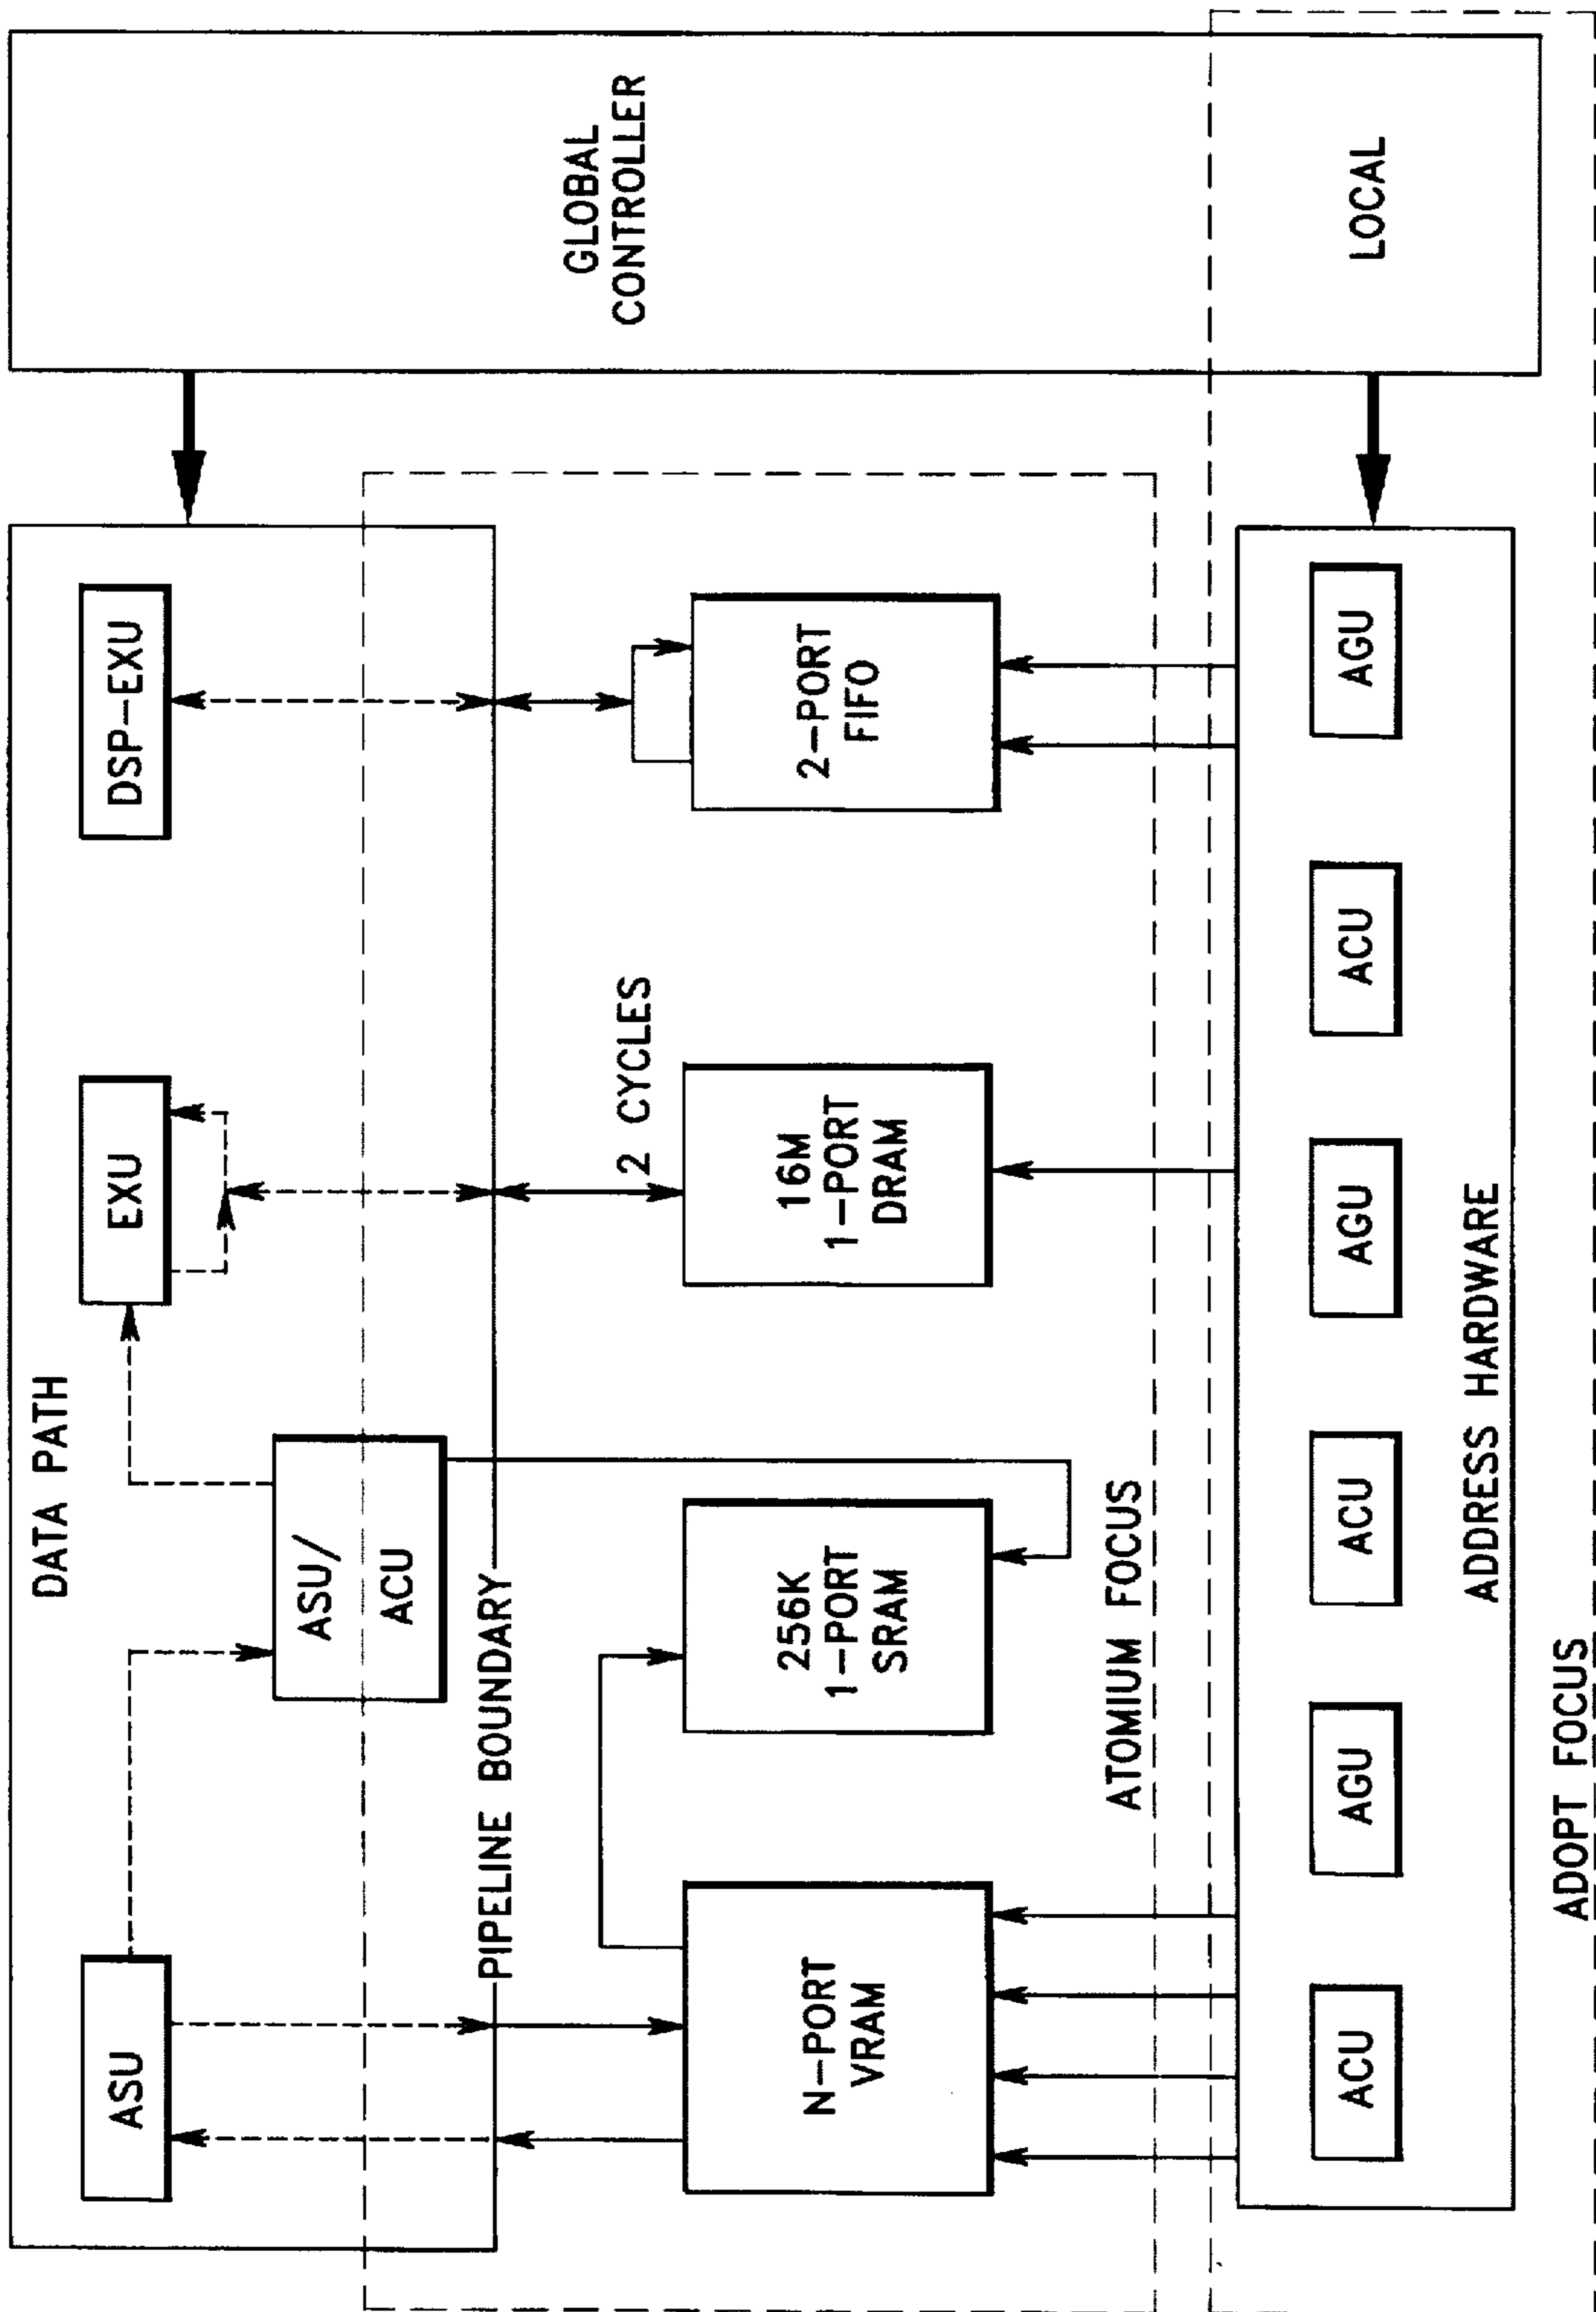 DATA PATH
ASU
ASU/
ACU
EXU
DSP-EXU
PIPELINE BOUNDARY
2 CYCLES
N-PORT
VRAM
256K
1-PORT
SRAM
16M
1-PORT
DRAM
2-PORT
FIFO
ATOMIUM FOCUS
ACU
AGU
ACU
AGU
ACU
AGU
ADDRESS HARDWARE
ADOPT FOCUS
GLOBAL
CONTROLLER
LOCAL